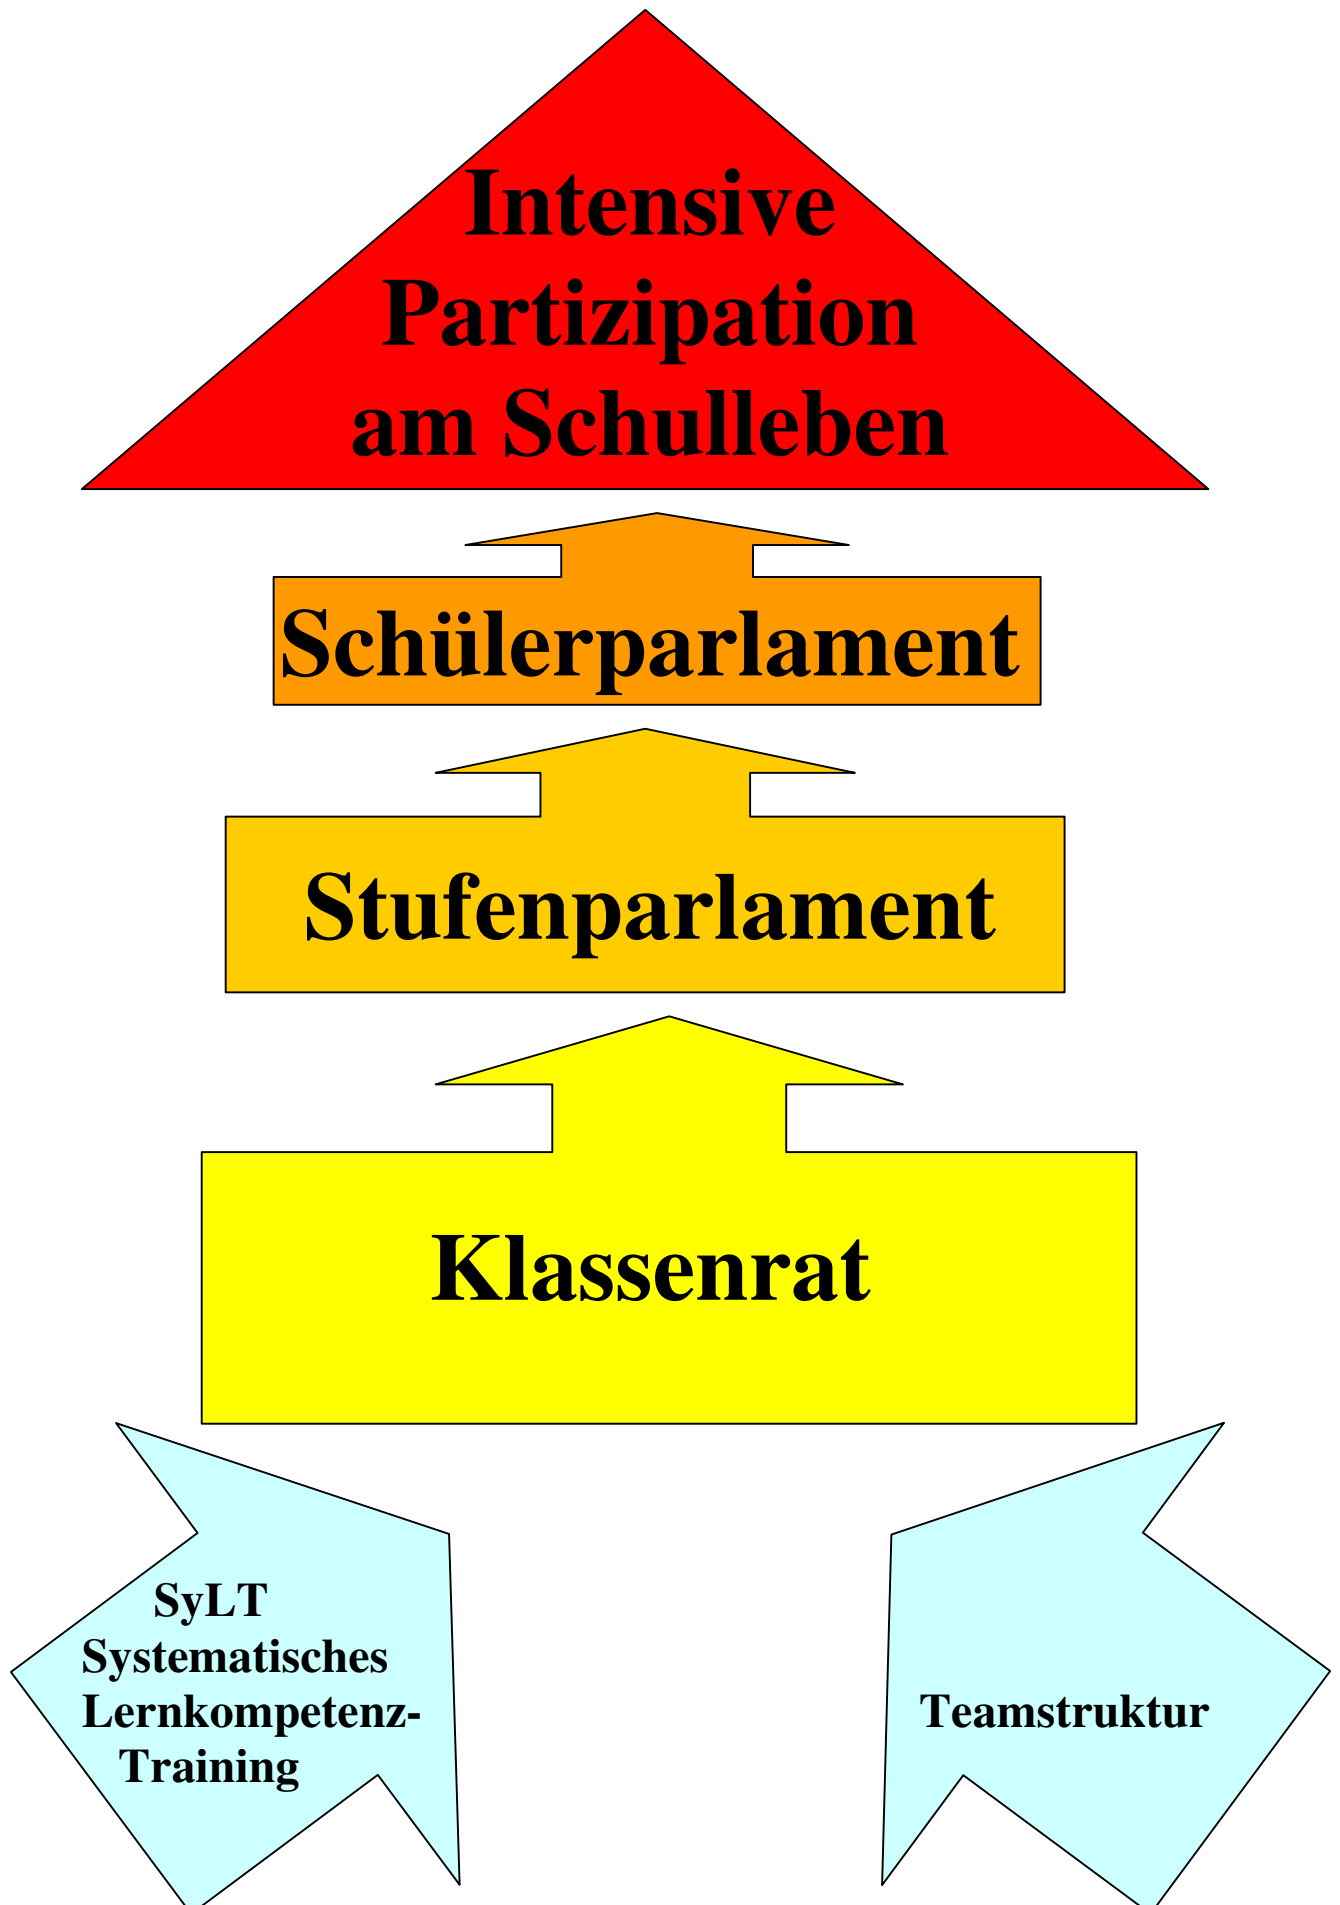 Intensive
Partizipation
am Schulleben
Schülerparlament
Stufenparlament
Klassenrat
SyLT
Systematisches
Lernkompetenz-
Training
Teamstruktur